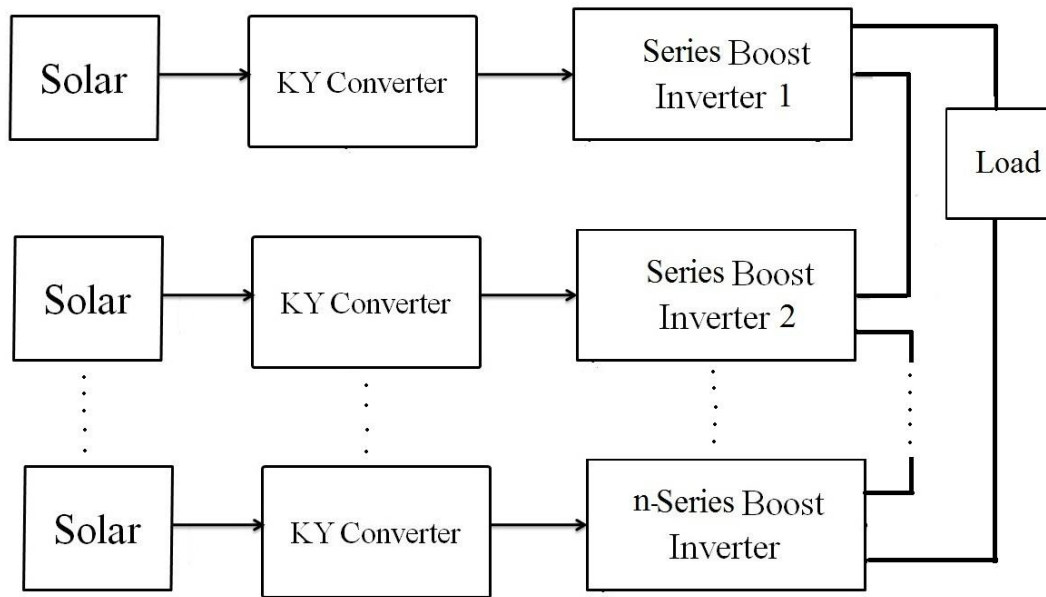 Solar
KY Converter
Series Boost
Inverter 1
Load
Solar
KY Converter
Series Boost
Inverter 2
Solar
KY Converter
n-Series Boost
Inverter